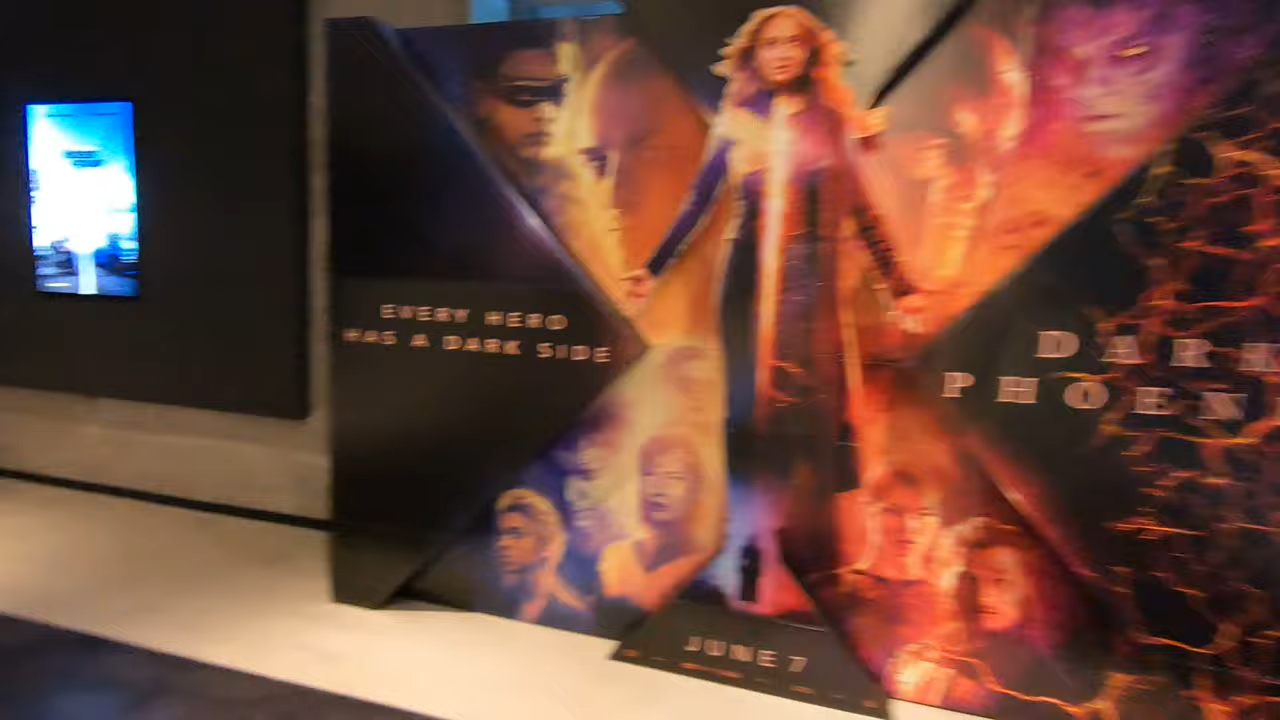 EVERY HERO
HAS A DARK SIDE
DARK
PHOEN
JUNE 7